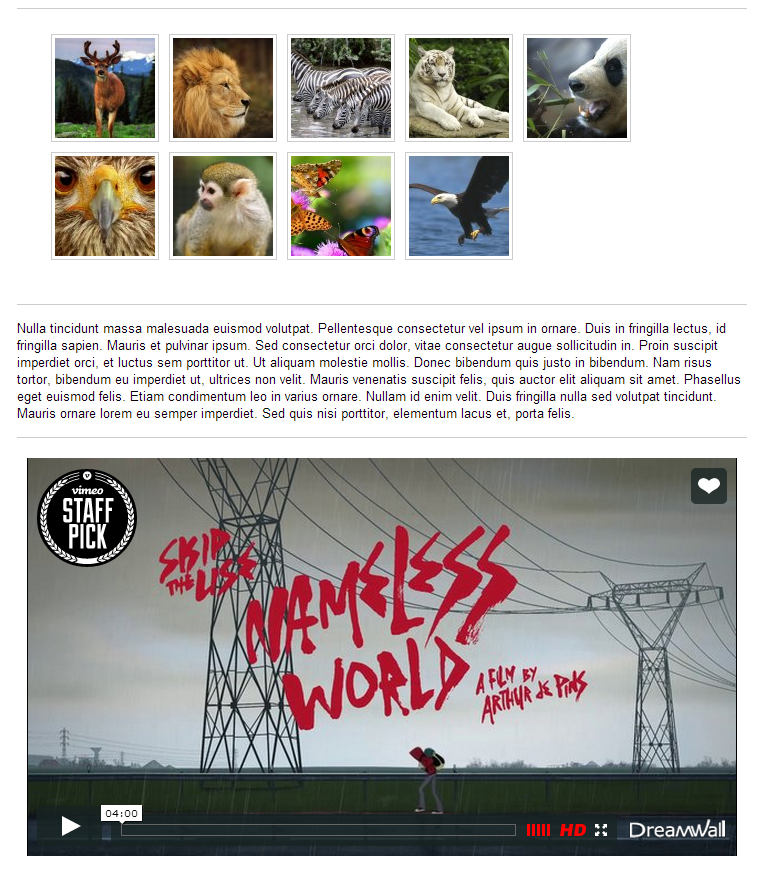 Nulla tincidunt massa malesuada euismod volutpat. Pellentesque consectetur vel ipsum in ornare. Duis in fringilla lectus, id
fringilla sapien. Mauris et pulvinar ipsum. Sed consectetur orci dolor, vitae consectetur augue sollicitudin in. Proin suscipit
imperdiet orci, et luctus sem porttitor ut. Ut aliquam molestie mollis. Donec bibendum quis justo in bibendum. Nam risus
tortor, bibendum eu imperdiet ut, ultrices non velit. Mauris venenatis suscipit felis, quis auctor elit aliquam sit amet. Phasellus
eget euismod felis. Etiam condimentum leo in varius ornare. Nullam id enim velit. Duis fringilla nulla sed volutpat tincidunt.
Mauris ornare lorem eu semper imperdiet. Sed quis nisi porttitor, elementum lacus et, porta felis.
V
vimeo
STAFF
PICK
SKIP
THE USE
NAMELESS
WORLD
A FILM BY
ARTHUR DE PINS
04:00
HD
DREAMWALL